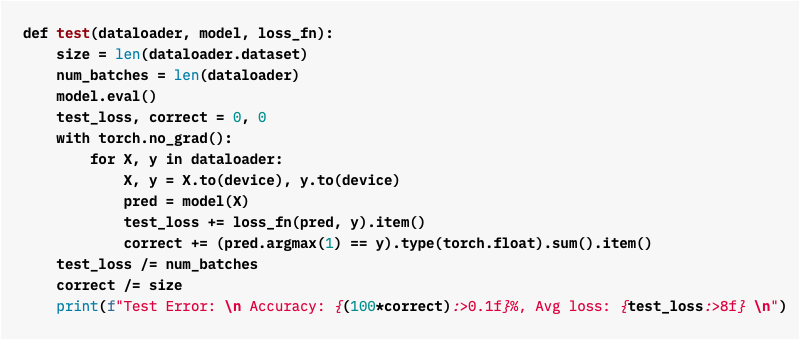 def test(dataloader, model, loss_fn):
    size = len(dataloader.dataset)
    num_batches = len(dataloader)
    model.eval()
    test_loss, correct = 0, 0
    with torch.no_grad():
        for X, y in dataloader:
            X, y = X.to(device), y.to(device)
            pred = model(X)
            test_loss += loss_fn(pred, y).item()
            correct += (pred.argmax(1) == y).type(torch.float).sum().item()
    test_loss /= num_batches
    correct /= size
    print(f"Test Error: \n Accuracy: {(100*correct):>0.1f}%, Avg loss: {test_loss:>8f} \n")